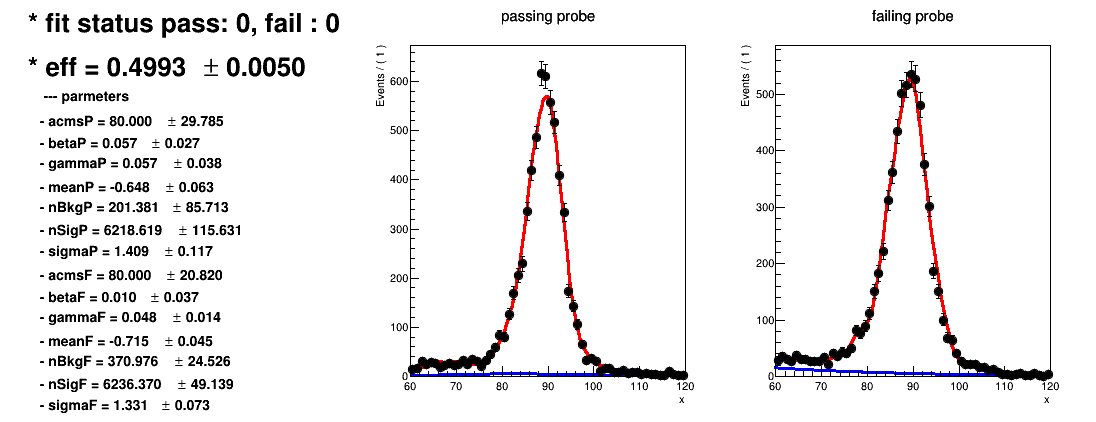 * fit status pass: 0, fail : 0
* eff = 0.4993 ± 0.0050
--- parmeters
- acmsP = 80.000 ± 29.785
- betaP = 0.057 ± 0.027
- gammaP = 0.057 ± 0.038
- meanP = -0.648 ± 0.063
- nBkgP = 201.381 ± 85.713
- nSigP = 6218.619 ± 115.631
- sigmaP = 1.409 ± 0.117
- acmsF = 80.000 ± 20.820
- betaF = 0.010 ± 0.037
- gammaF = 0.048 ± 0.014
- meanF = -0.715 ± 0.045
- nBkgF = 370.976 ± 24.526
- nSigF = 6236.370 ± 49.139
- sigmaF = 1.331 ± 0.073
passing probe
Events / ( 1 )
600
500
400
300
200
100
0
60 70 80 90 100 110 120
x
failing probe
Events / ( 1 )
500
400
300
200
100
0
60 70 80 90 100 110 120
x